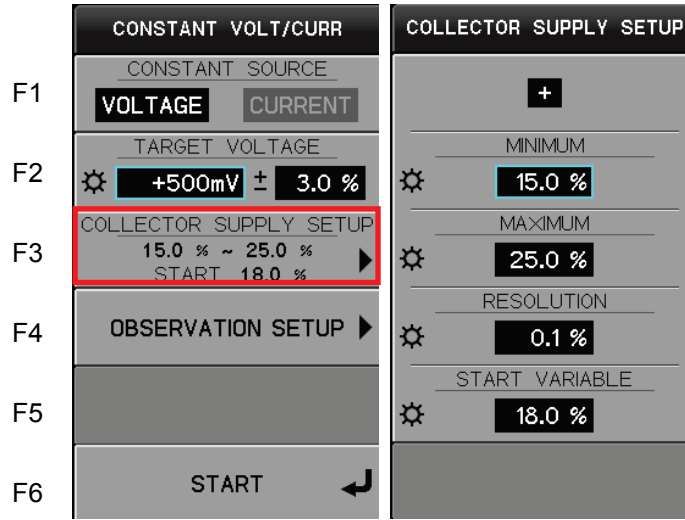 CONSTANT VOLT/CURR
F1
CONSTANT SOURCE
VOLTAGE CURRENT
F2
TARGET VOLTAGE
+500mV ± 3.0 %
F3
COLLECTOR SUPPLY SETUP
15.0 % ~ 25.0 %
START 18.0 %
F4
OBSERVATION SETUP
F5
F6
START
COLLECTOR SUPPLY SETUP
+
MINIMUM
15.0 %
MAXIMUM
25.0 %
RESOLUTION
0.1 %
START VARIABLE
18.0 %